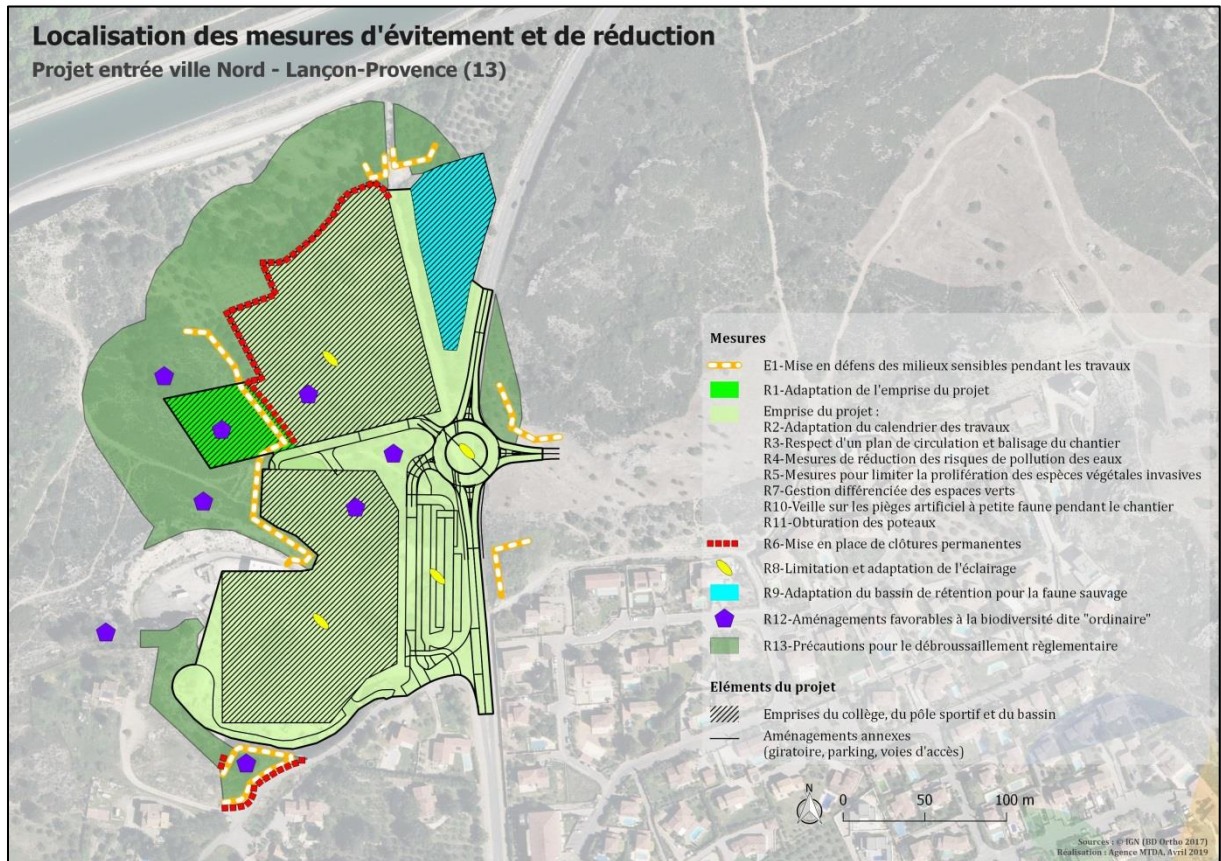 Localisation des mesures d'évitement et de réduction
Projet entrée ville Nord - Lançon-Provence (13)
Mesures
E1-Mise en défens des milieux sensibles pendant les travaux
R1-Adaptation de l'emprise du projet
Emprise du projet :
R2-Adaptation du calendrier des travaux
R3-Respect d'un plan de circulation et balisage du chantier
R4-Mesures de réduction des risques de pollution des eaux
R5-Mesures pour limiter la prolifération des espèces végétales invasives
R7-Gestion différenciée des espaces verts
R10-Veille sur les pièges artificiel à petite faune pendant le chantier
R11-Obturation des poteaux
R6-Mise en place de clôtures permanentes
R8-Limitation et adaptation de l'éclairage
R9-Adaptation du bassin de rétention pour la faune sauvage
R12-Aménagements favorables à la biodiversité dite "ordinaire"
R13-Précautions pour le débroussaillement règlementaire
Eléments du projet
Emprises du collège, du pôle sportif et du bassin
Aménagements annexes
(giratoire, parking, voies d'accès)
N
0 50 100 m
Sources : © IGN (BD Ortho 2017)
Réalisation : Agence MTDA, Avril 2019